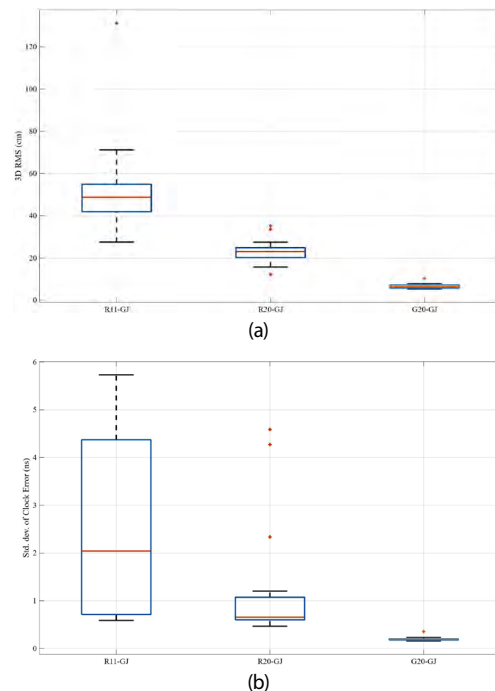 120
100
80
60
40
20
0
3D RMS (cm)
R11-GJ R20-GJ G20-GJ
(a)
6
5
4
3
2
1
0
Std. dev. of Clock Error (ns)
R11-GJ R20-GJ G20-GJ
(b)